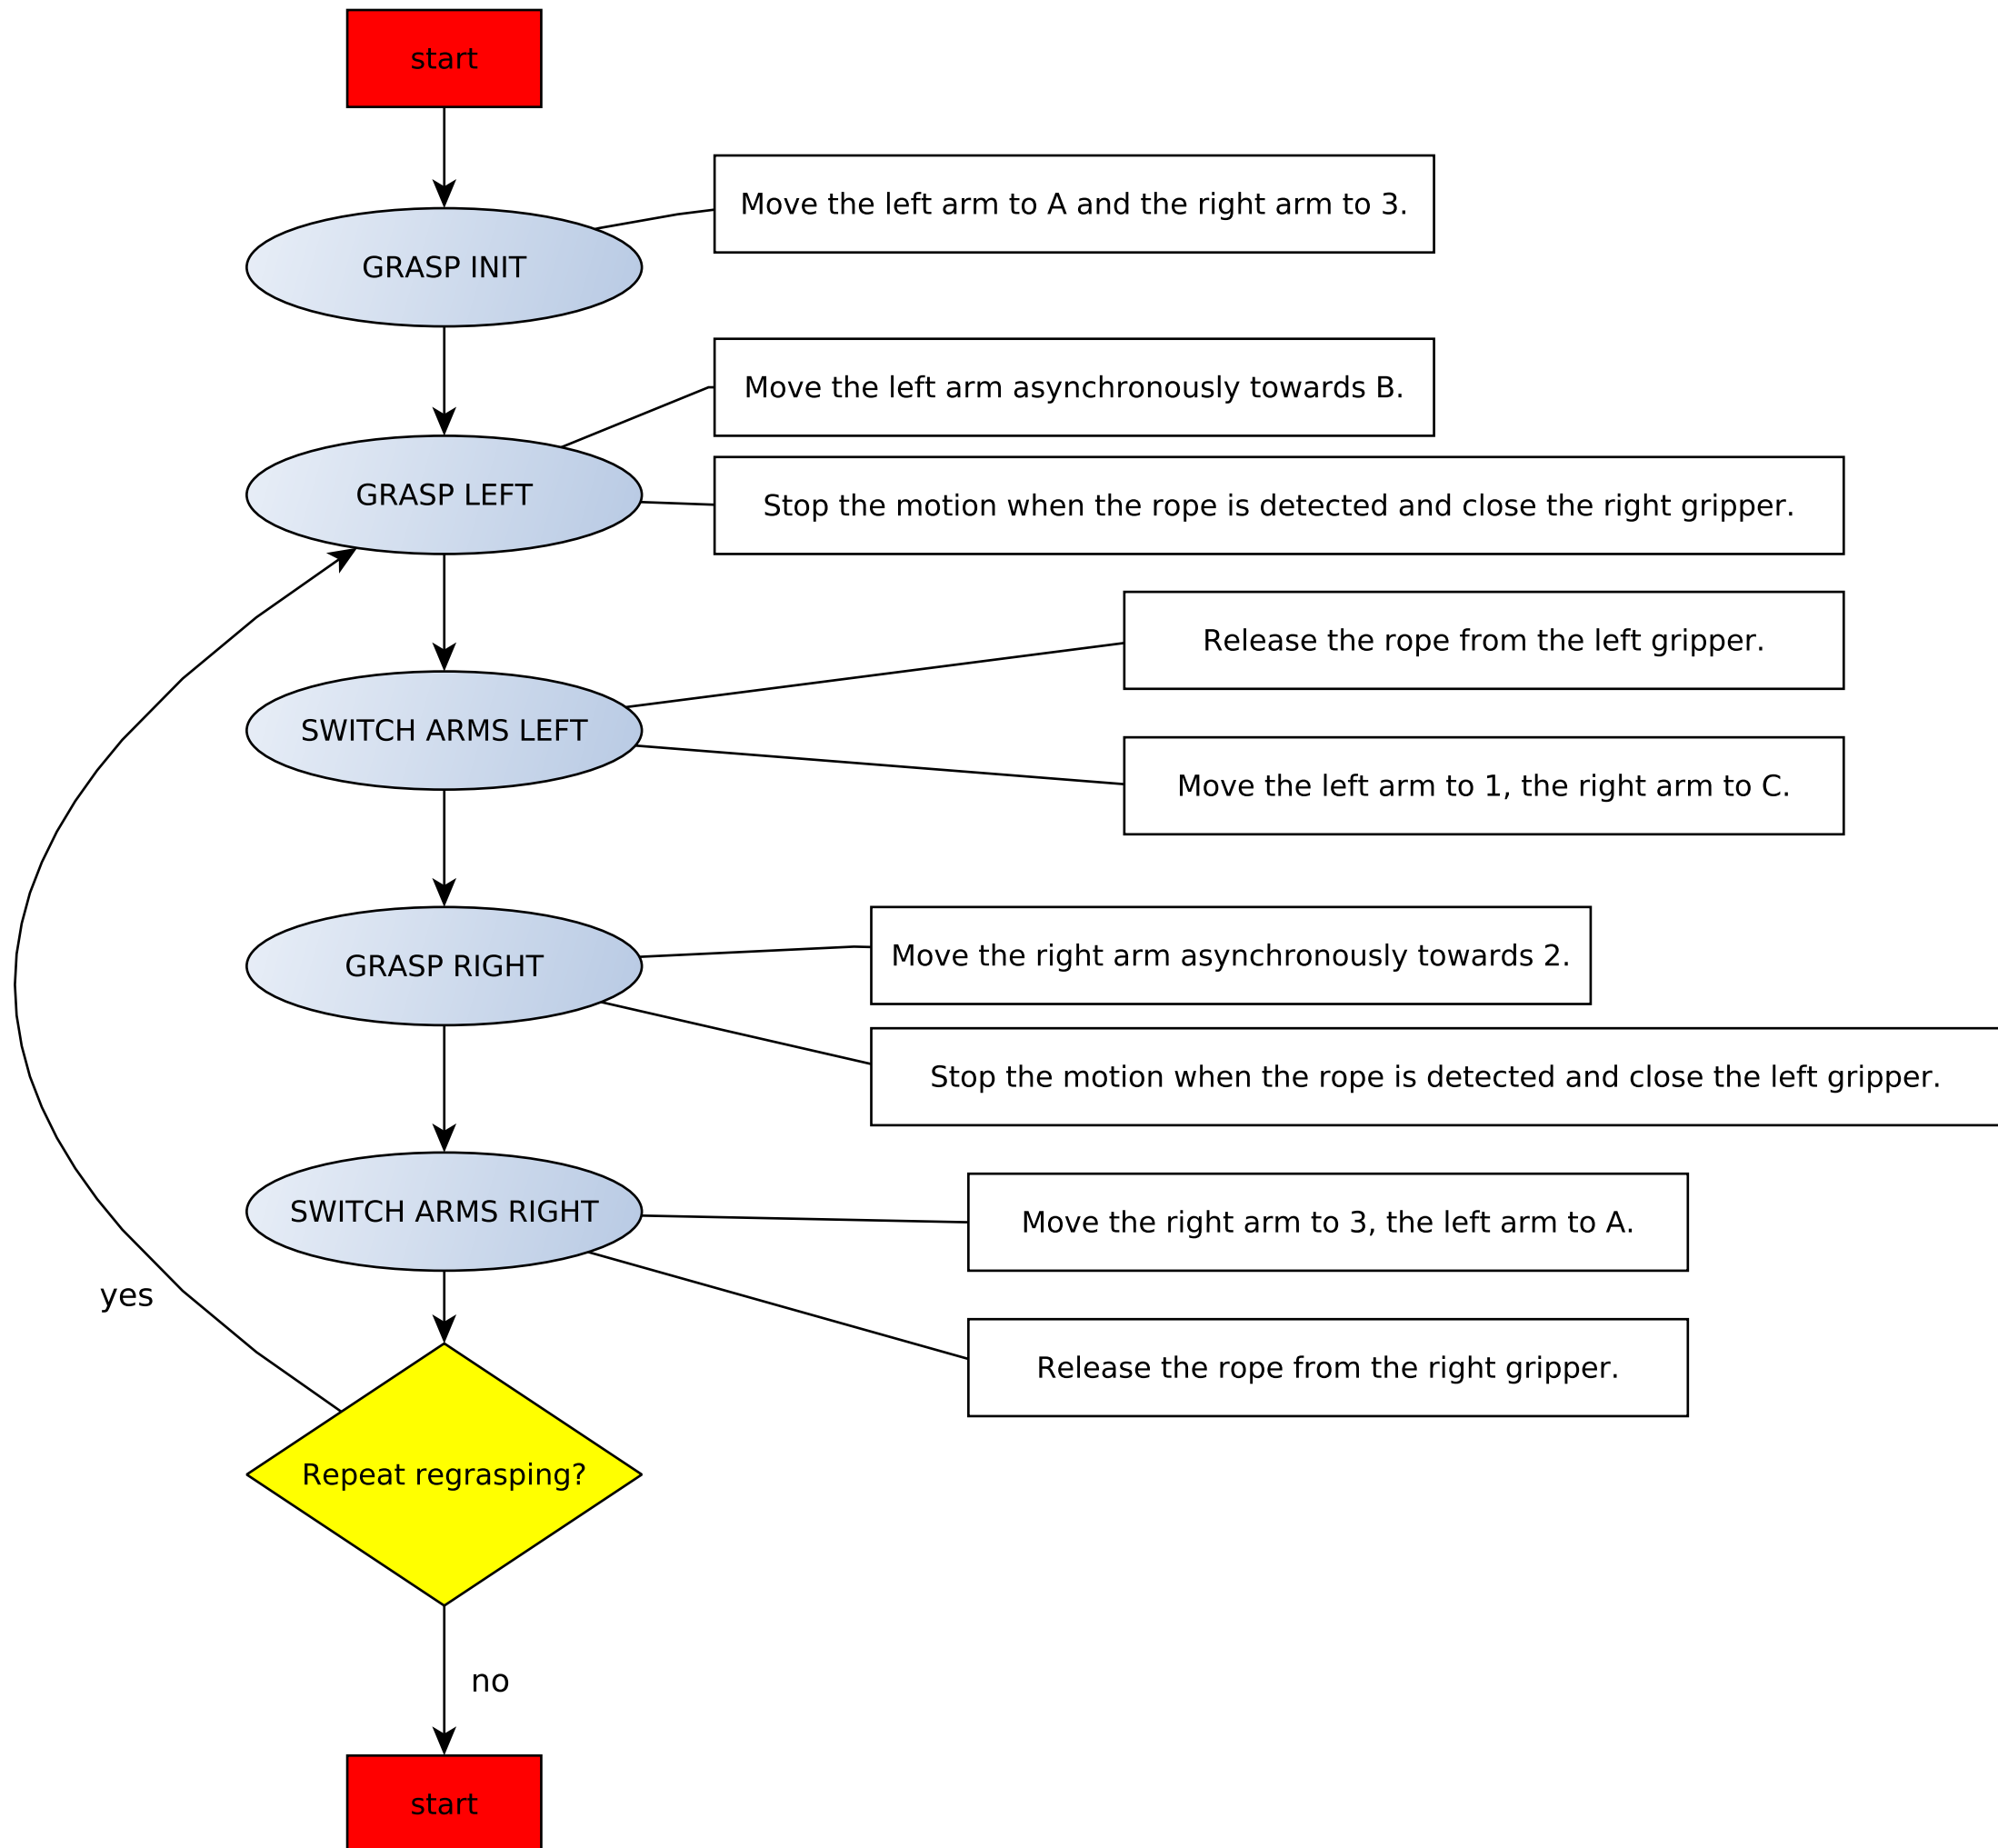 start
Move the left arm to A and the right arm to 3.
GRASP INIT
Move the left arm asynchronously towards B.
GRASP LEFT
Stop the motion when the rope is detected and close the right gripper.
Release the rope from the left gripper.
SWITCH ARMS LEFT
Move the left arm to 1, the right arm to C.
Move the right arm asynchronously towards 2.
GRASP RIGHT
Stop the motion when the rope is detected and close the left gripper.
SWITCH ARMS RIGHT
Move the right arm to 3, the left arm to A.
yes
Release the rope from the right gripper.
Repeat regrasping?
no
start